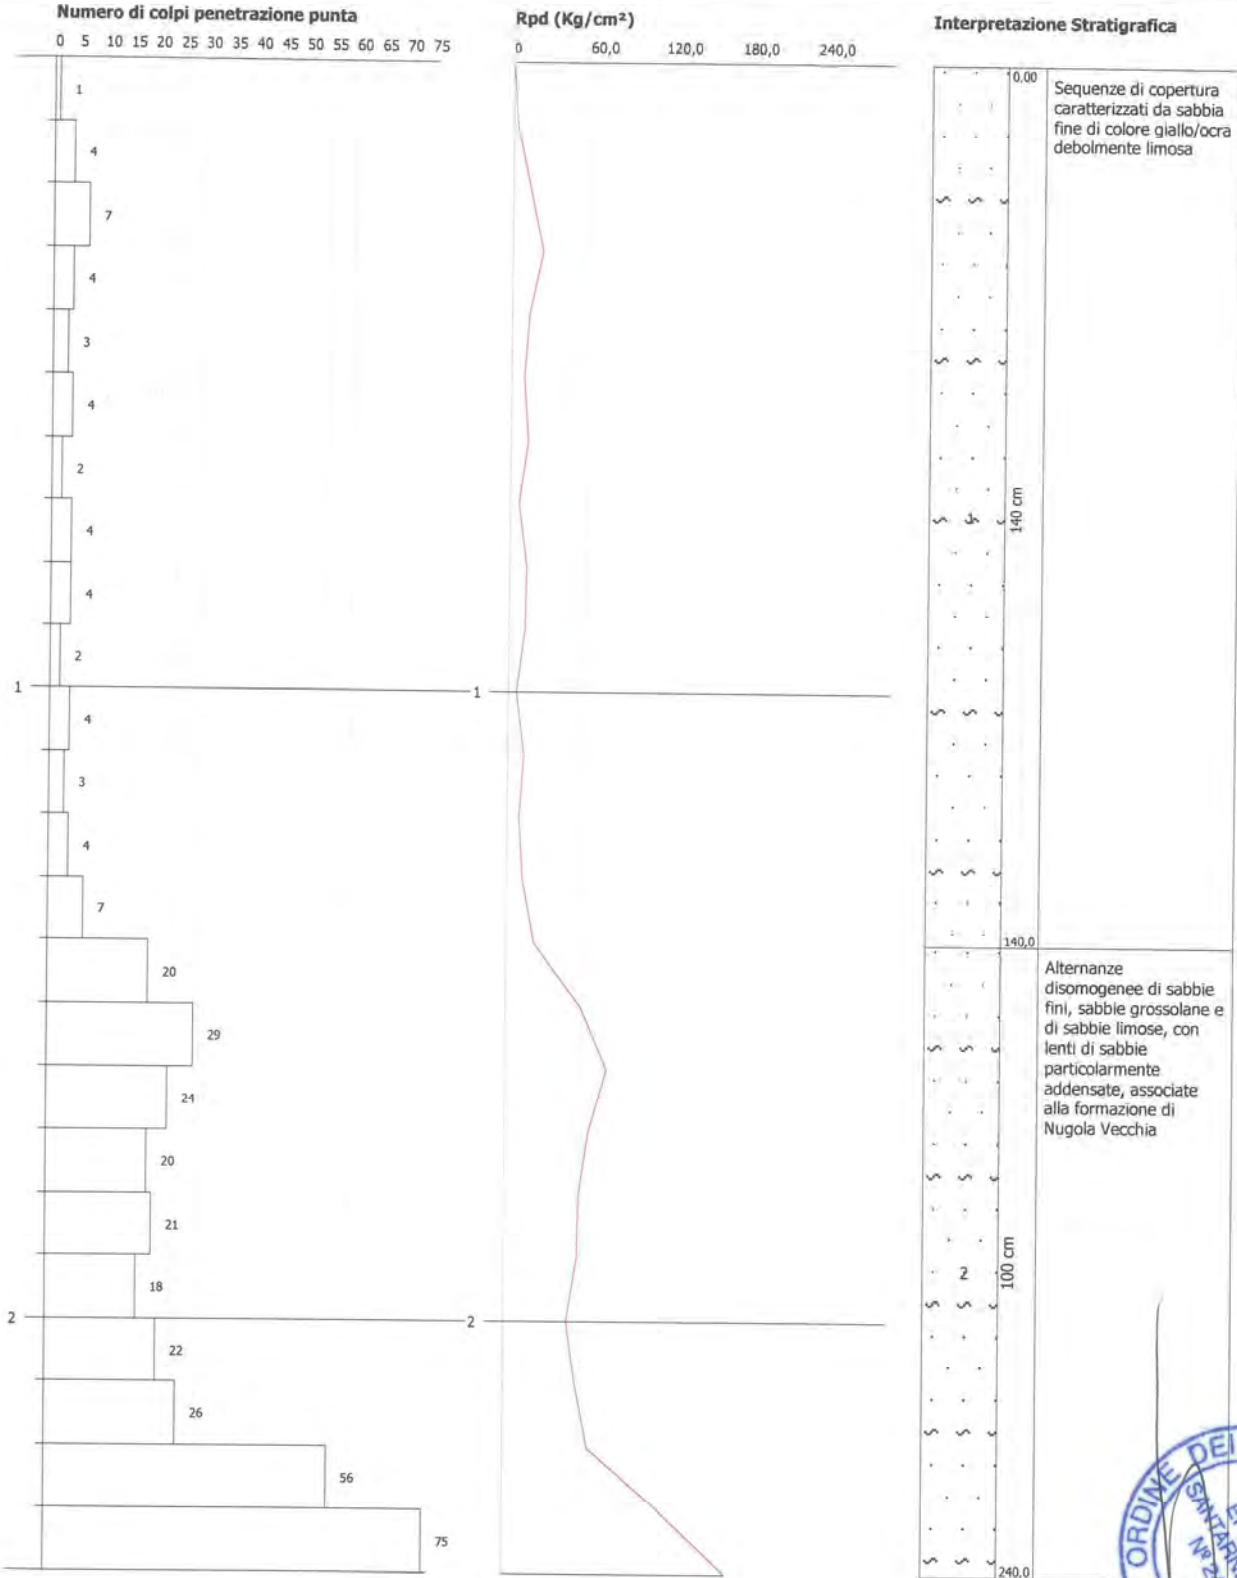 Numero di colpi penetrazione punta
0 5 10 15 20 25 30 35 40 45 50 55 60 65 70 75
1
4
7
4
3
4
2
4
4
2
1
4
3
4
7
20
29
24
20
21
18
2
22
26
56
75
Rpd (Kg/cm²)
0 60,0 120,0 180,0 240,0
1
2
Interpretazione Stratigrafica
0,00
Sequenze di copertura
caratterizzati da sabbia
fine di colore giallo/ocra
debolmente limosa
1
140 cm
140,0
Alternanze
disomogenee di sabbie
fini, sabbie grossolane e
di sabbie limose, con
lenti di sabbie
particolarmente
addensate, associate
alla formazione di
Nugola Vecchia
2
100 cm
240,0
ORDINE DEI